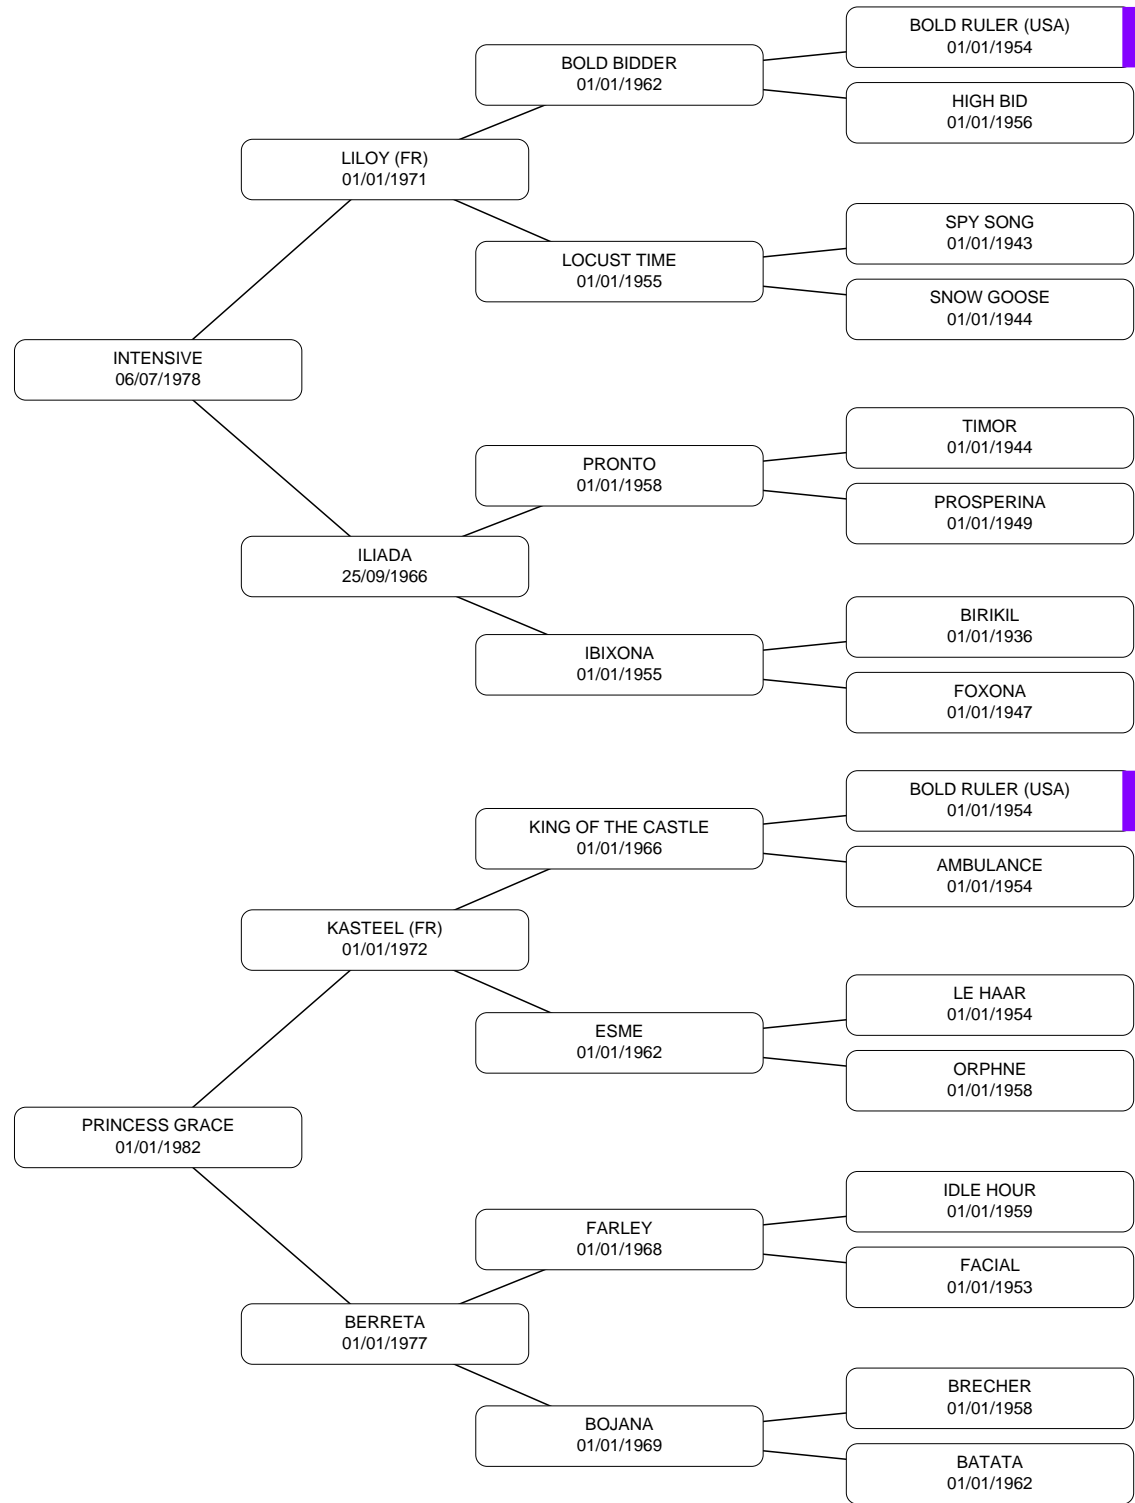 BOLD RULER (USA)
01/01/1954
BOLD BIDDER
01/01/1962
HIGH BID
01/01/1956
LILOY (FR)
01/01/1971
SPY SONG
01/01/1943
LOCUST TIME
01/01/1955
SNOW GOOSE
01/01/1944
INTENSIVE
06/07/1978
TIMOR
01/01/1944
PRONTO
01/01/1958
PROSPERINA
01/01/1949
ILIADA
25/09/1966
BIRIKIL
01/01/1936
IBIXONA
01/01/1955
FOXONA
01/01/1947
BOLD RULER (USA)
01/01/1954
KING OF THE CASTLE
01/01/1966
AMBULANCE
01/01/1954
KASTEEL (FR)
01/01/1972
LE HAAR
01/01/1954
ESME
01/01/1962
ORPHNE
01/01/1958
PRINCESS GRACE
01/01/1982
IDLE HOUR
01/01/1959
FARLEY
01/01/1968
FACIAL
01/01/1953
BERRETA
01/01/1977
BRECHER
01/01/1958
BOJANA
01/01/1969
BATATA
01/01/1962